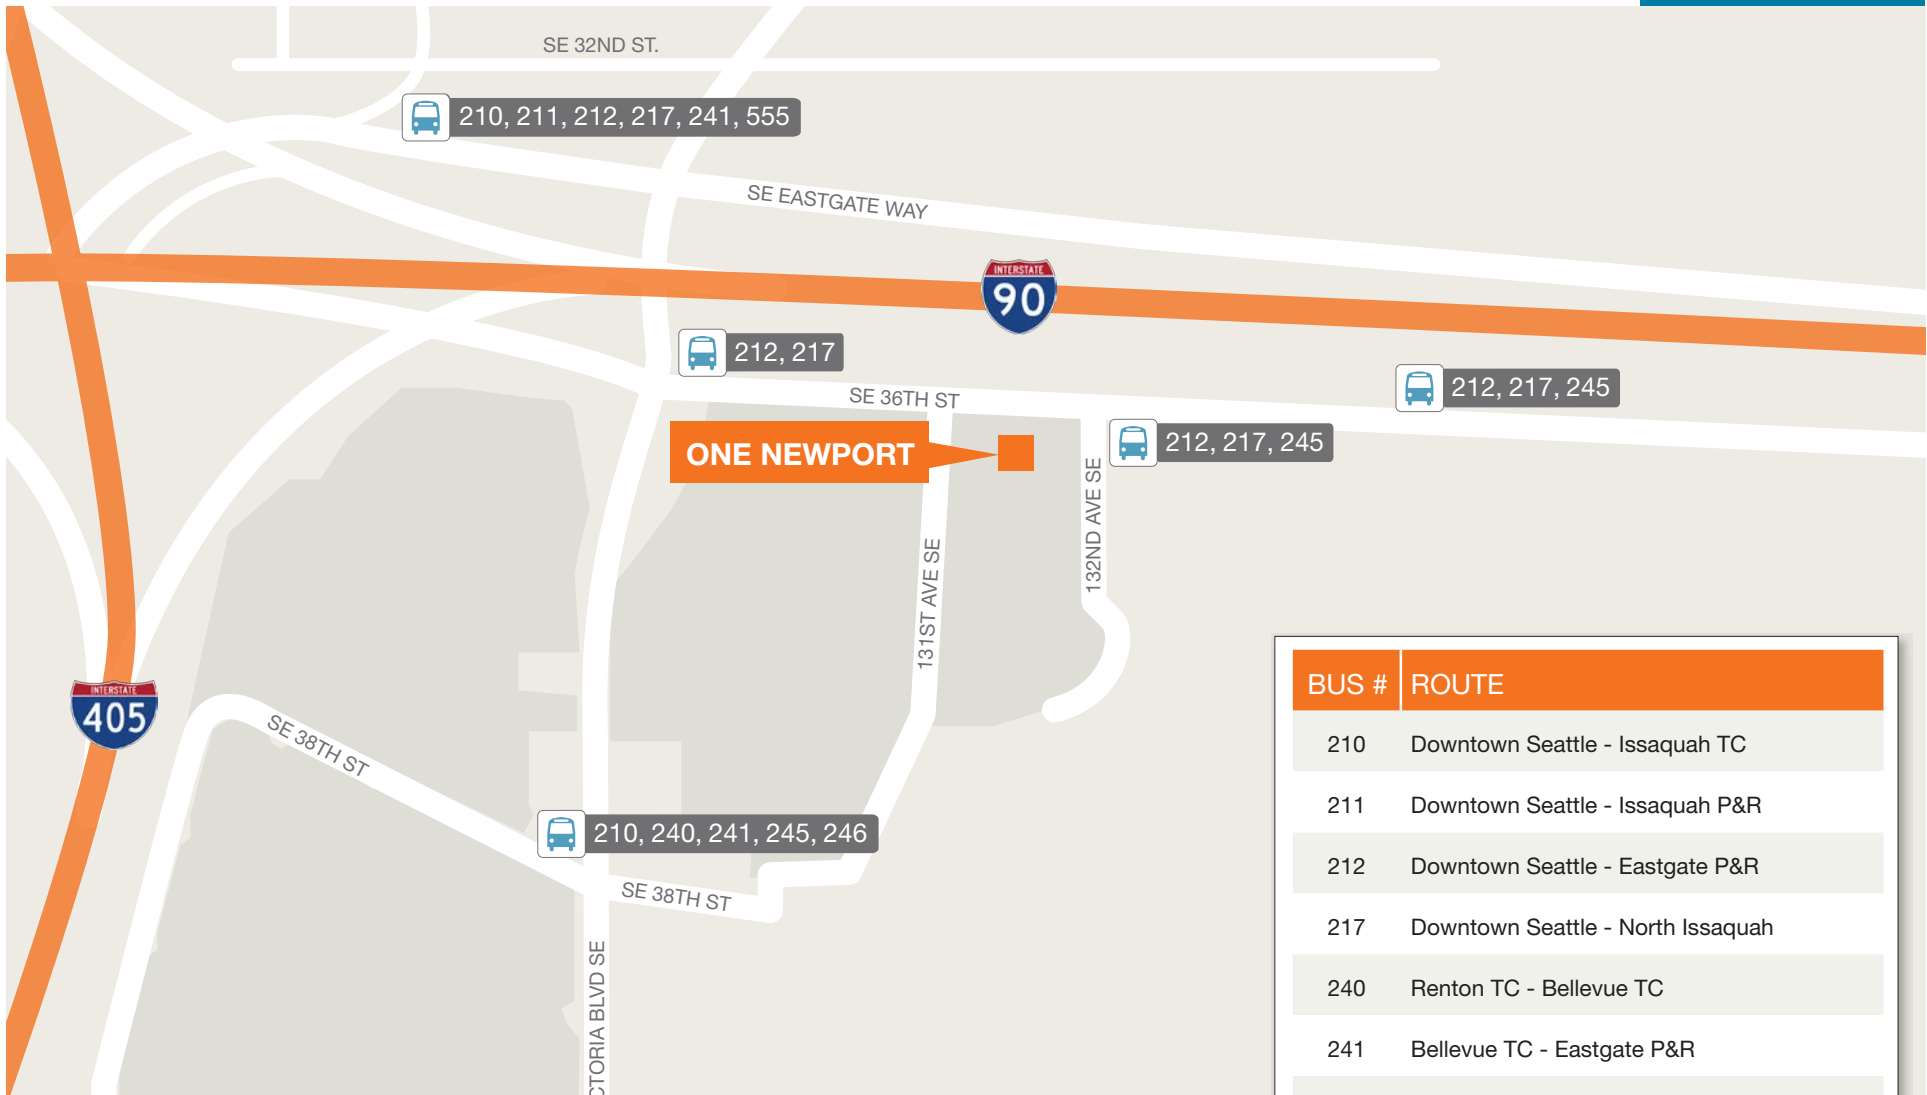 SE 32ND ST.
210, 211, 212, 217, 241, 555
SE EASTGATE WAY
INTERSTATE
90
212, 217
SE 36TH ST
212, 217, 245
ONE NEWPORT
212, 217, 245
132ND AVE SE
131ST AVE SE
INTERSTATE
405
SE 38TH ST
210, 240, 241, 245, 246
SE 38TH ST
CTORIA BLVD SE
BUS # ROUTE
210 Downtown Seattle - Issaquah TC
211 Downtown Seattle - Issaquah P&R
212 Downtown Seattle - Eastgate P&R
217 Downtown Seattle - North Issaquah
240 Renton TC - Bellevue TC
241 Bellevue TC - Eastgate P&R